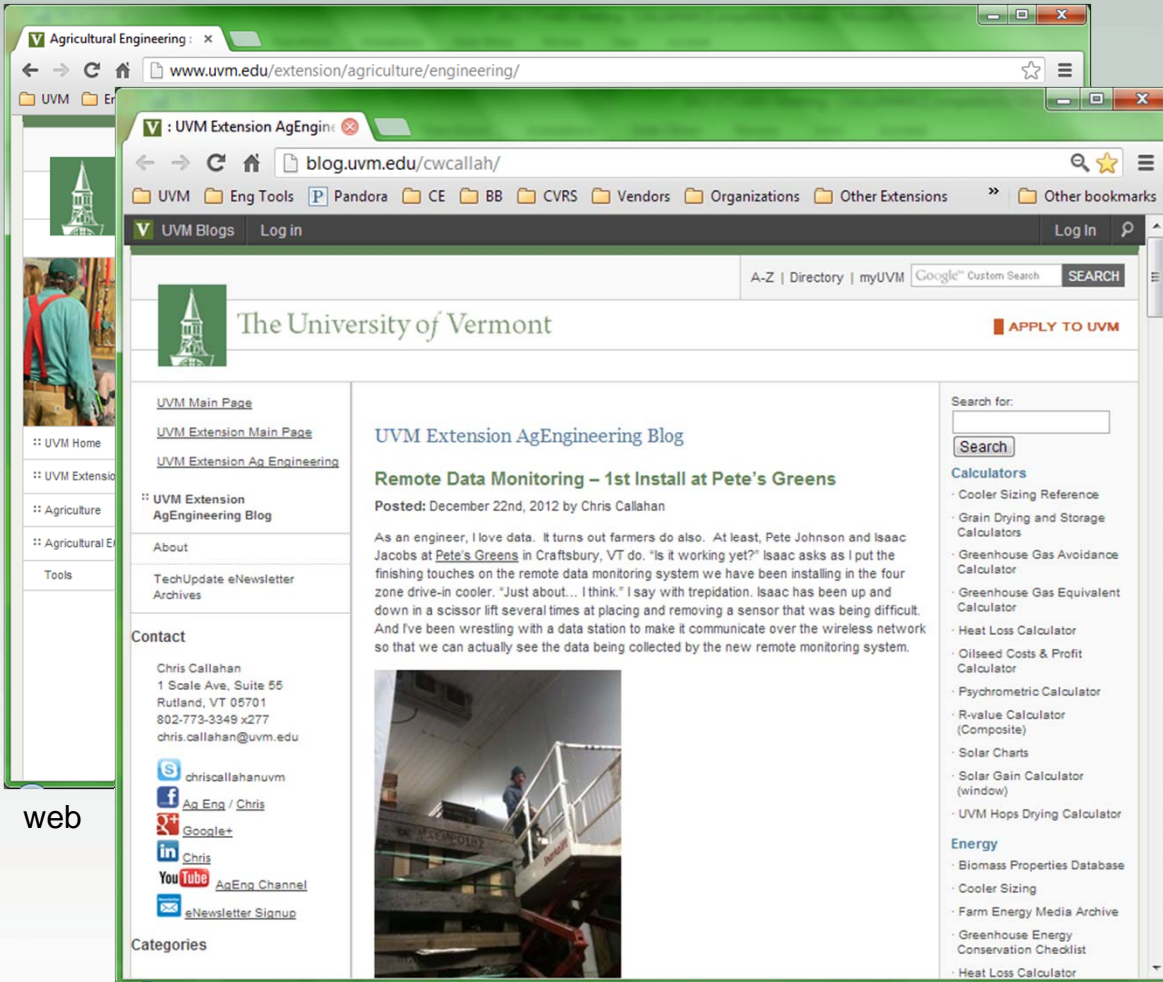 Agricultural Engineering :
www.uvm.edu/extension/agriculture/engineering/
UVM
:: UVM Home
:: UVM Extensio
:: Agriculture
:: Agricultural E
Tools
web
V : UVM Extension AgEngine
blog.uvm.edu/cwcallah/
UVM Eng Tools P Pandora CE BB CVRS Vendors Organizations Other Extensions » Other bookmarks
V UVM Blogs Log in Log In
A-Z | Directory | myUVM Google™ Custom Search SEARCH
The University of Vermont
APPLY TO UVM
UVM Main Page
UVM Extension Main Page
UVM Extension Ag Engineering
:: UVM Extension
AgEngineering Blog
About
TechUpdate eNewsletter
Archives
Contact
Chris Callahan
1 Scale Ave, Suite 55
Rutland, VT 05701
802-773-3349 x277
chris.callahan@uvm.edu
chriscallahanuvm
Ag Eng / Chris
Google+
in Chris
YouTube AgEng Channel
eNewsletter Signup
Categories
UVM Extension AgEngineering Blog
Remote Data Monitoring – 1st Install at Pete's Greens
Posted: December 22nd, 2012 by Chris Callahan
As an engineer, I love data. It turns out farmers do also. At least, Pete Johnson and Isaac
Jacobs at Pete's Greens in Craftsbury, VT do. "Is it working yet?" Isaac asks as I put the
finishing touches on the remote data monitoring system we have been installing in the four
zone drive-in cooler. "Just about… I think." I say with trepidation. Isaac has been up and
down in a scissor lift several times at placing and removing a sensor that was being difficult.
And I've been wrestling with a data station to make it communicate over the wireless network
so that we can actually see the data being collected by the new remote monitoring system.
Search for:
Search
Calculators
· Cooler Sizing Reference
· Grain Drying and Storage
Calculators
· Greenhouse Gas Avoidance
Calculator
· Greenhouse Gas Equivalent
Calculator
· Heat Loss Calculator
· Oilseed Costs & Profit
Calculator
· Psychrometric Calculator
· R-value Calculator
(Composite)
· Solar Charts
· Solar Gain Calculator
(window)
· UVM Hops Drying Calculator
Energy
· Biomass Properties Database
· Cooler Sizing
· Farm Energy Media Archive
· Greenhouse Energy
Conservation Checklist
· Heat Loss Calculator